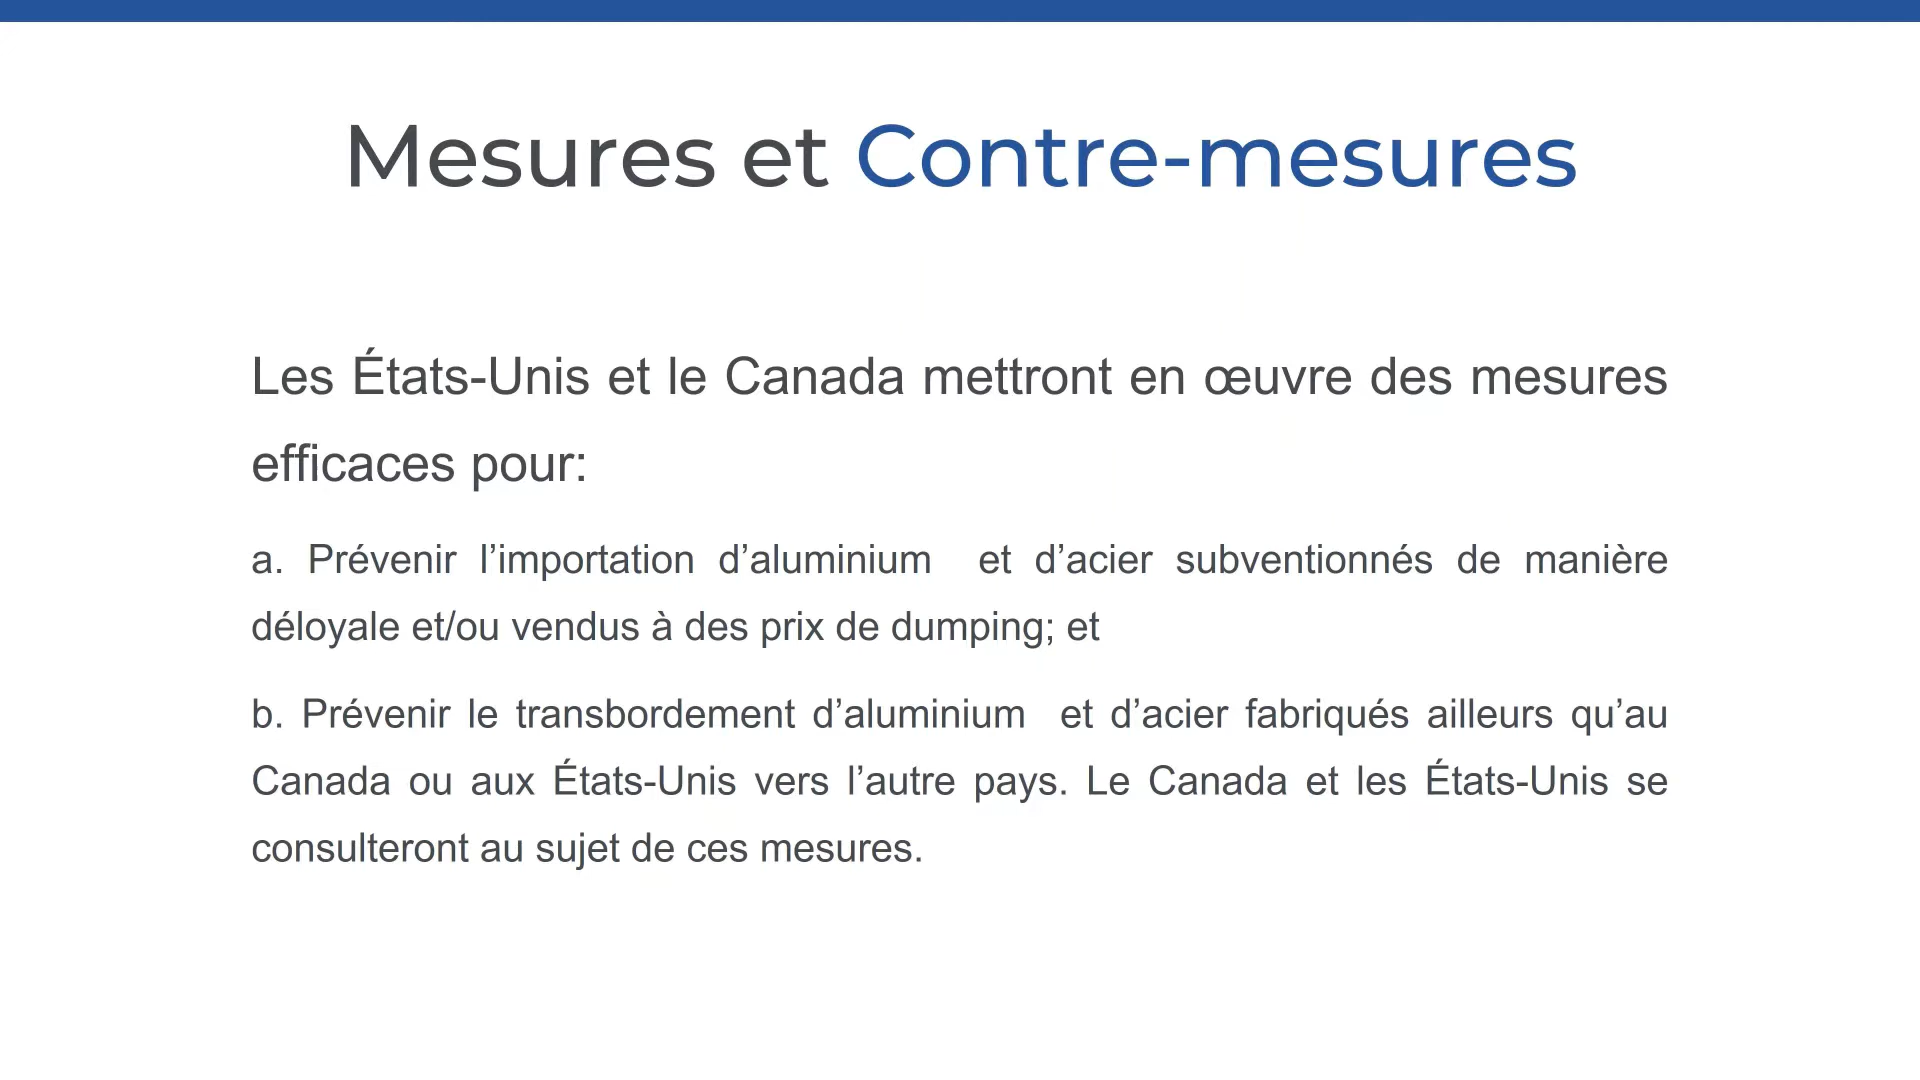 Mesures et Contre-mesures
Les États-Unis et le Canada mettront en œuvre des mesures
efficaces pour:
a. Prévenir l’importation d’aluminium et d’acier subventionnés de manière
déloyale et/ou vendus à des prix de dumping; et
b. Prévenir le transbordement d’aluminium et d’acier fabriqués ailleurs qu’au
Canada ou aux États-Unis vers l’autre pays. Le Canada et les États-Unis se
consulteront au sujet de ces mesures.